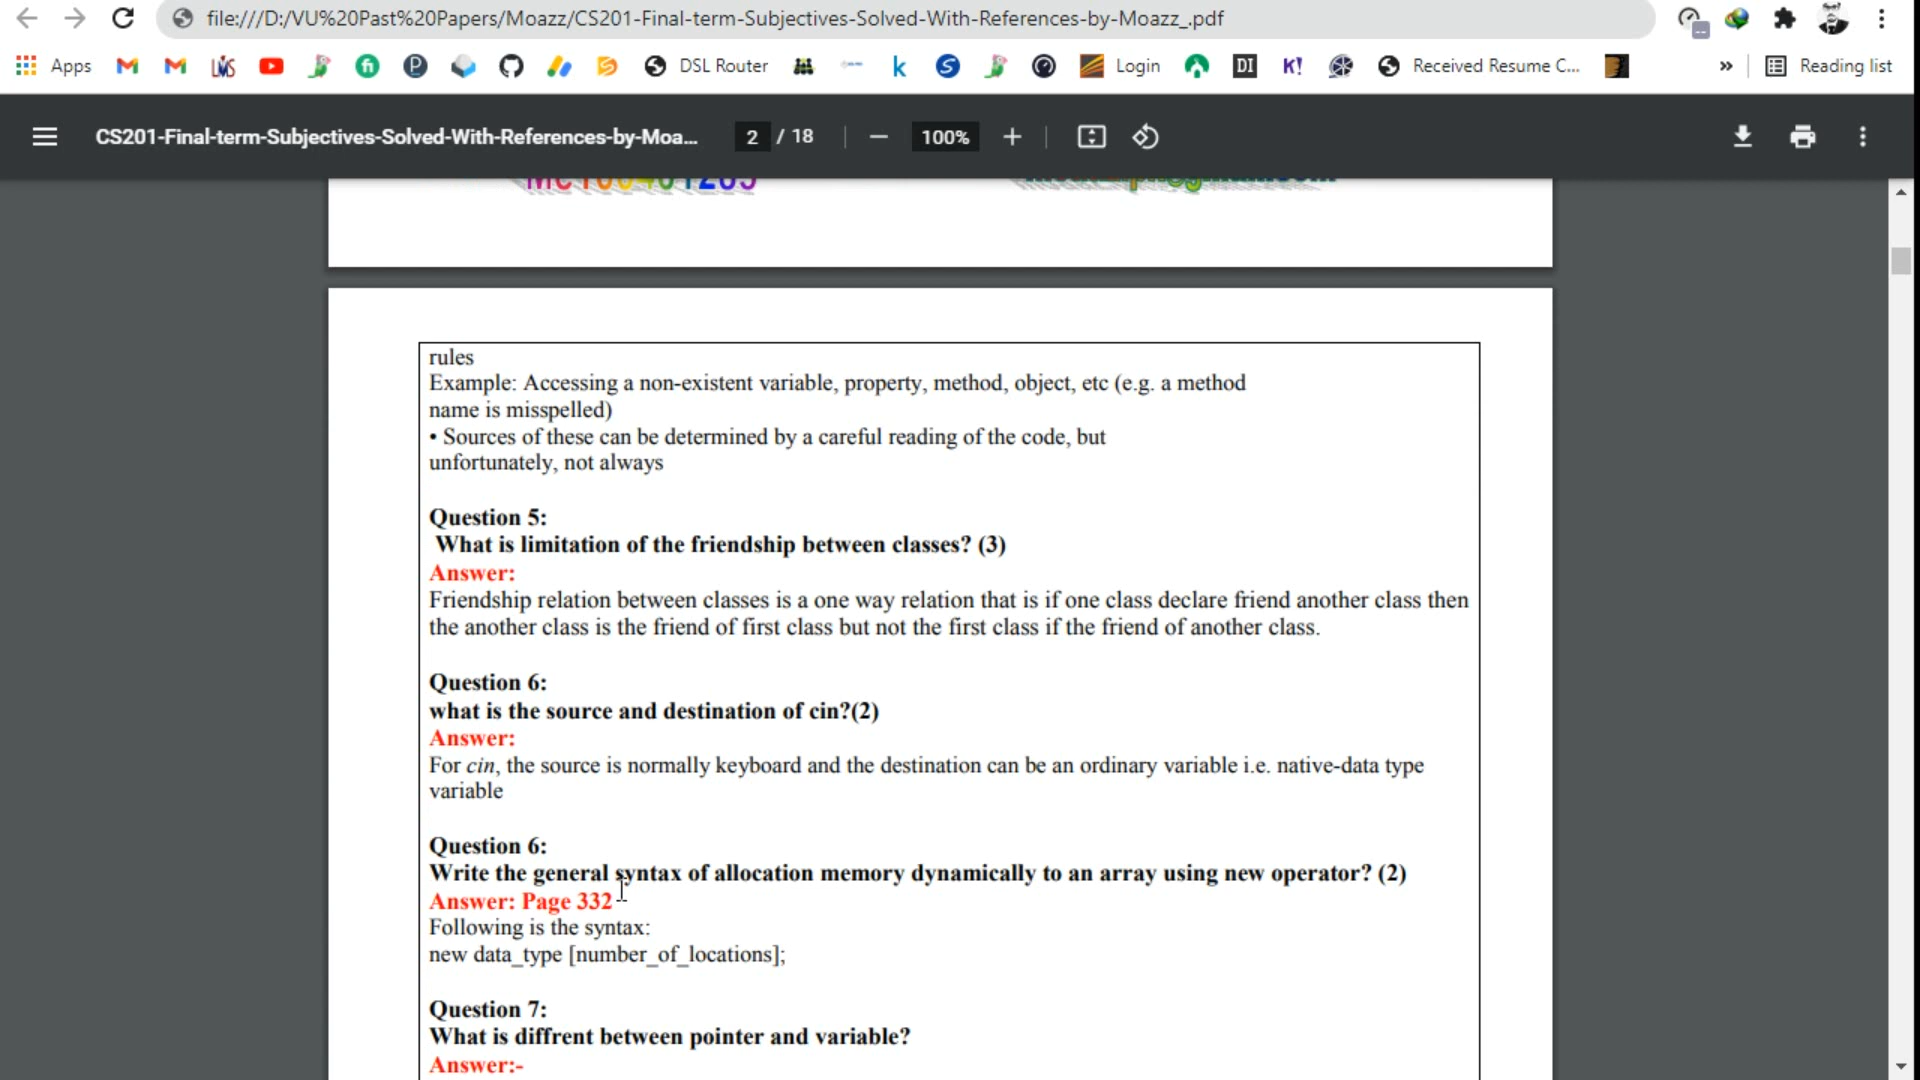 file:///D:/VU%20Past%20Papers/Moazz/CS201-Final-term-Subjectives-Solved-With-References-by-Moazz_.pdf
Apps
DSL Router
Login
DI
K!
Received Resume C...
»
Reading list
CS201-Final-term-Subjectives-Solved-With-References-by-Moa...
2 / 18
100%
rules
Example: Accessing a non-existent variable, property, method, object, etc (e.g. a method
name is misspelled)
• Sources of these can be determined by a careful reading of the code, but
unfortunately, not always
Question 5:
What is limitation of the friendship between classes? (3)
Answer:
Friendship relation between classes is a one way relation that is if one class declare friend another class then
the another class is the friend of first class but not the first class if the friend of another class.
Question 6:
what is the source and destination of cin?(2)
Answer:
For cin, the source is normally keyboard and the destination can be an ordinary variable i.e. native-data type
variable
Question 6:
Write the general syntax of allocation memory dynamically to an array using new operator? (2)
Answer: Page 332
Following is the syntax:
new data_type [number_of_locations];
Question 7:
What is diffrent between pointer and variable?
Answer:-